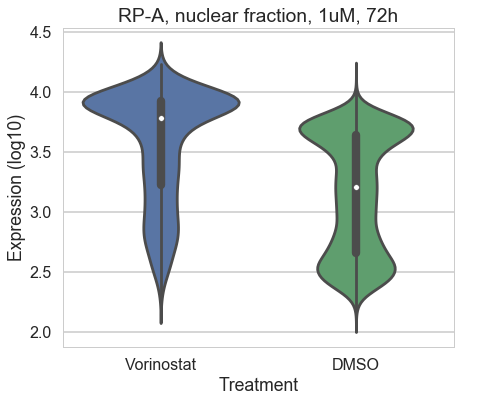 RP-A, nuclear fraction, 1uM, 72h
4.5
4.0
3.5
3.0
2.5
2.0
Expression (log10)
Vorinostat DMSO
Treatment